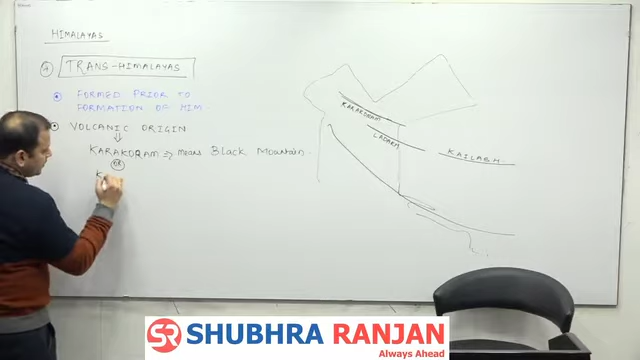 HIMALAYAS
TRANS-HIMALAYAS
FORMED PRIOR TO
FORMATION OF HIM.
VOLCANIC ORIGIN
KARAKORAM ⇒ means Black Mountain.
OR
K
KARAKORAM
LADAKH
KAILASH
SR SHUBHRA RANJAN
Always Ahead